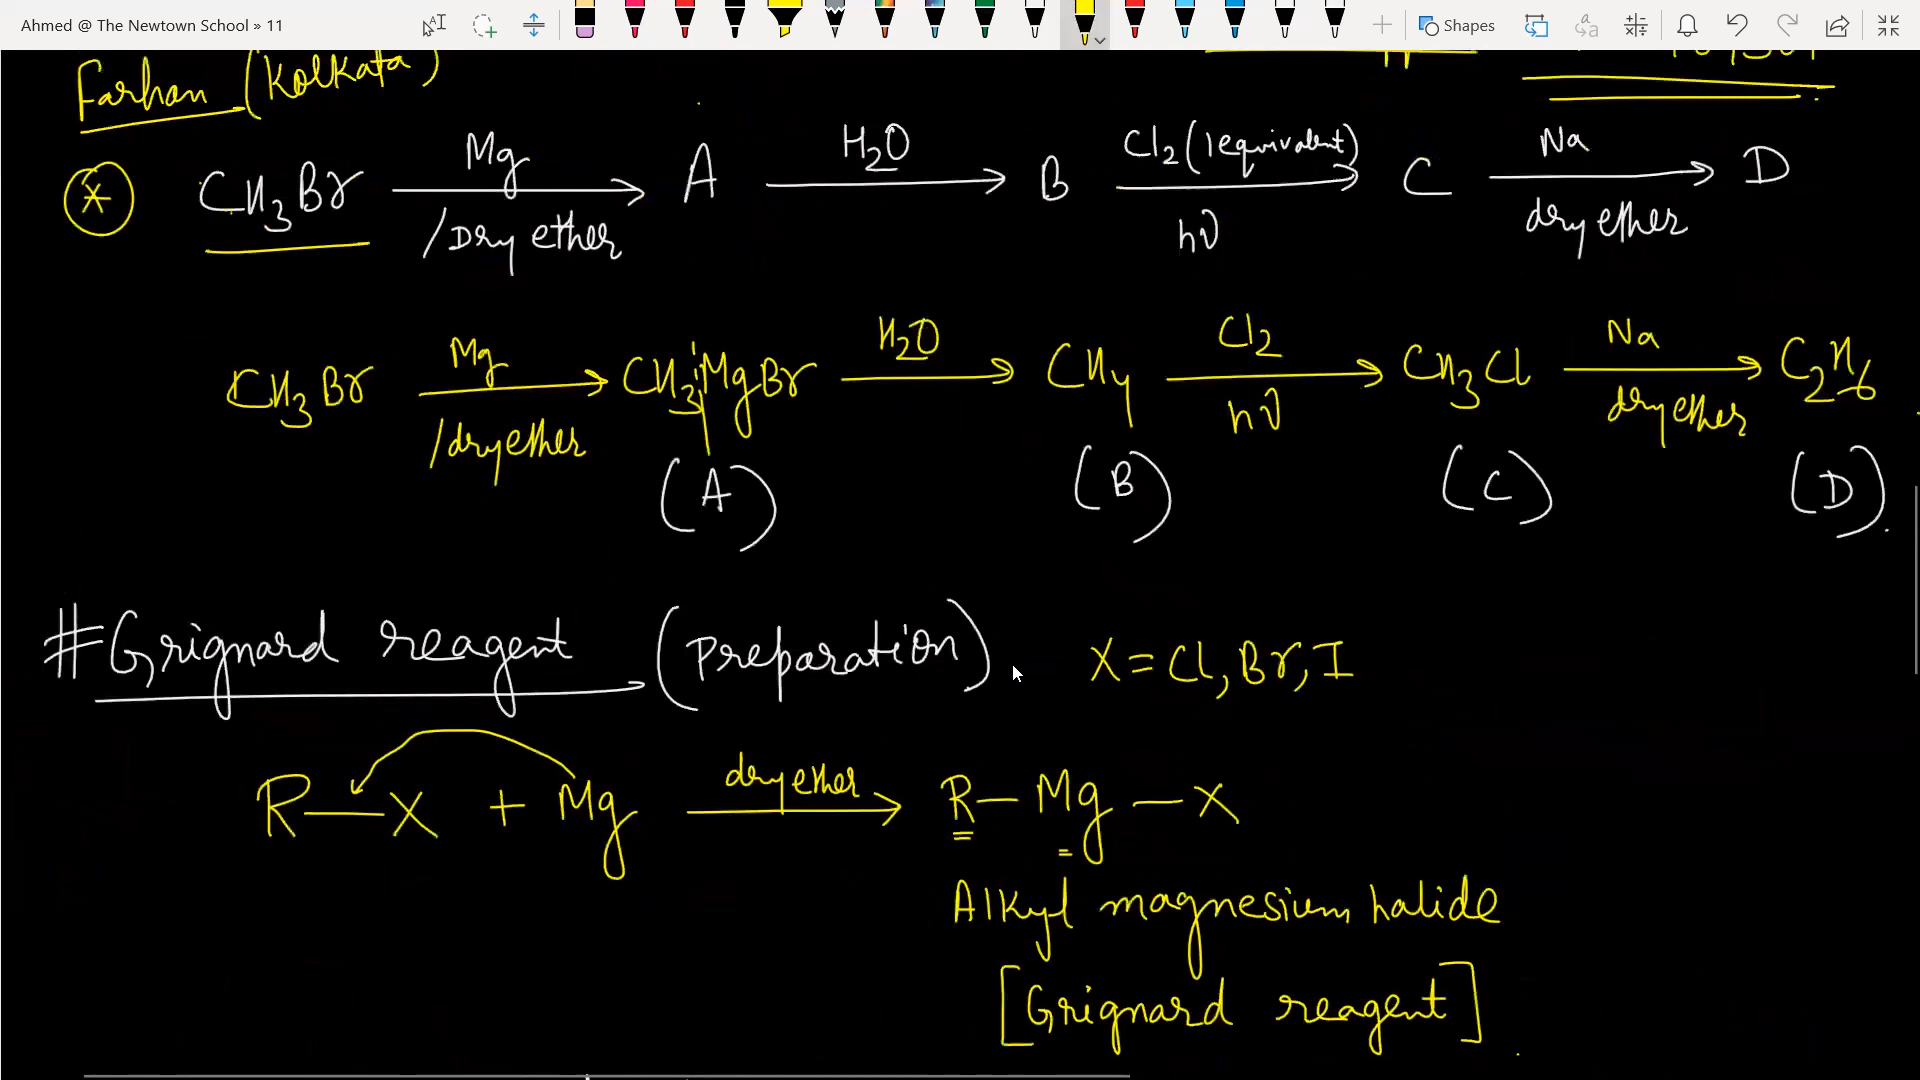 Ahmed @ The Newtown School » 11
Shapes
Farhan (Kolkata)
* CH3Br Mg /Dry ether → A H2O → B Cl2 (1 equivalent) hν → C Na dry ether → D
CH3Br Mg /dry ether → CH3MgBr H2O → CH4 Cl2 hν → CH3Cl Na dry ether → C2H6
(A) (B) (C) (D).
# Grignard reagent (Preparation). X = Cl, Br, I
R—X + Mg dry ether → R—Mg—X
Alkyl magnesium halide
[Grignard reagent].